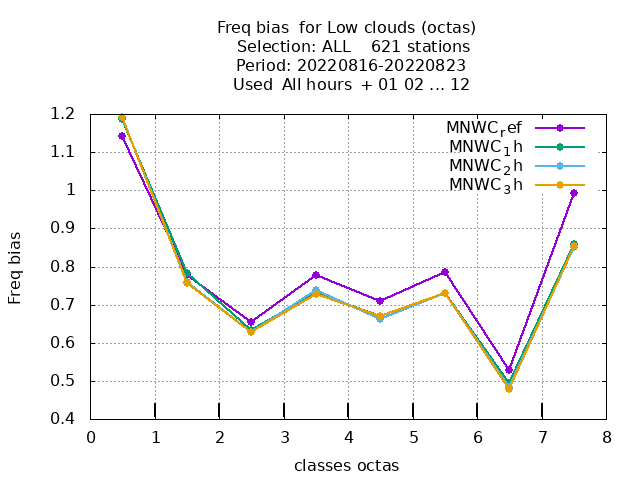 Freq bias  for Low clouds (octas)
Selection: ALL    621 stations
Period: 20220816-20220823
Used  All hours  + 01 02 ... 12
MNWC_ref
MNWC_1h
MNWC_2h
MNWC_3h
1.2
1.1
1
0.9
0.8
0.7
0.6
0.5
0.4
Freq bias
0 1 2 3 4 5 6 7 8
classes octas